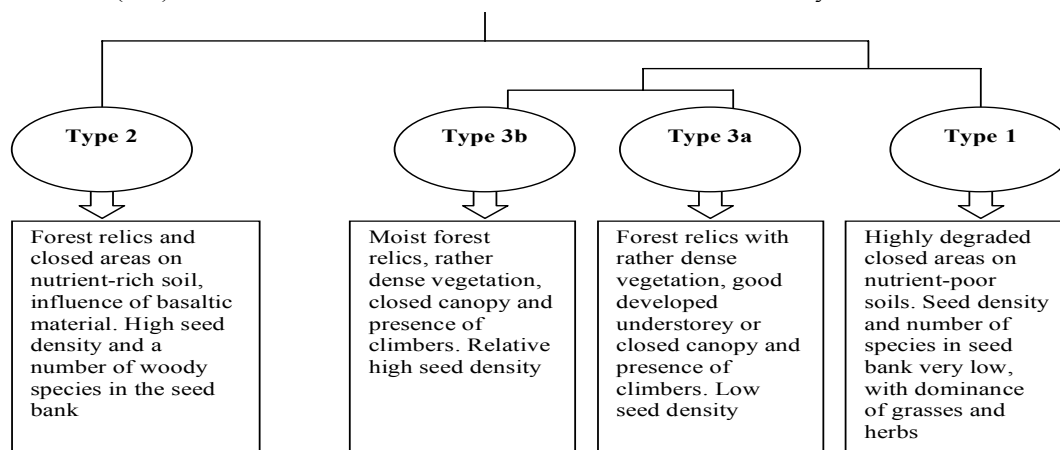 Type 2
Type 3b
Type 3a
Type 1
Forest relics and
closed areas on
nutrient-rich soil,
influence of basaltic
material. High seed
density and a
number of woody
species in the seed
bank
Moist forest
relics, rather
dense vegetation,
closed canopy and
presence of
climbers. Relative
high seed density
Forest relics with
rather dense
vegetation, good
developed
understorey or
closed canopy and
presence of
climbers. Low
seed density
Highly degraded
closed areas on
nutrient-poor
soils. Seed density
and number of
species in seed
bank very low,
with dominance
of grasses and
herbs